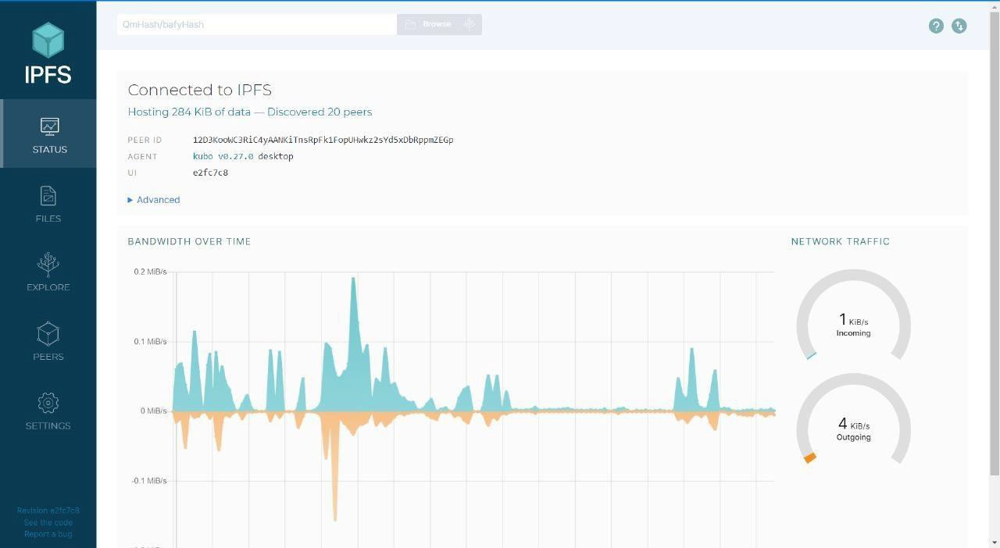 IPFS
STATUS
FILES
EXPLORE
PEERS
SETTINGS
Revision e2fc7c8
See the code
Report a bug
QmHash/bafyHash
Browse
?
Connected to IPFS
Hosting 284 KiB of data — Discovered 20 peers
PEER ID 12D3KooWC3RiC4yAANKiTnsRpFk1FopUHwkz2sYd5xDbRppmZEGp
AGENT kubo v0.27.0 desktop
UI e2fc7c8
Advanced
BANDWIDTH OVER TIME
0.2 MiB/s
0.1 MiB/s
0 MiB/s
-0.1 MiB/s
NETWORK TRAFFIC
1 KiB/s
Incoming
4 KiB/s
Outgoing